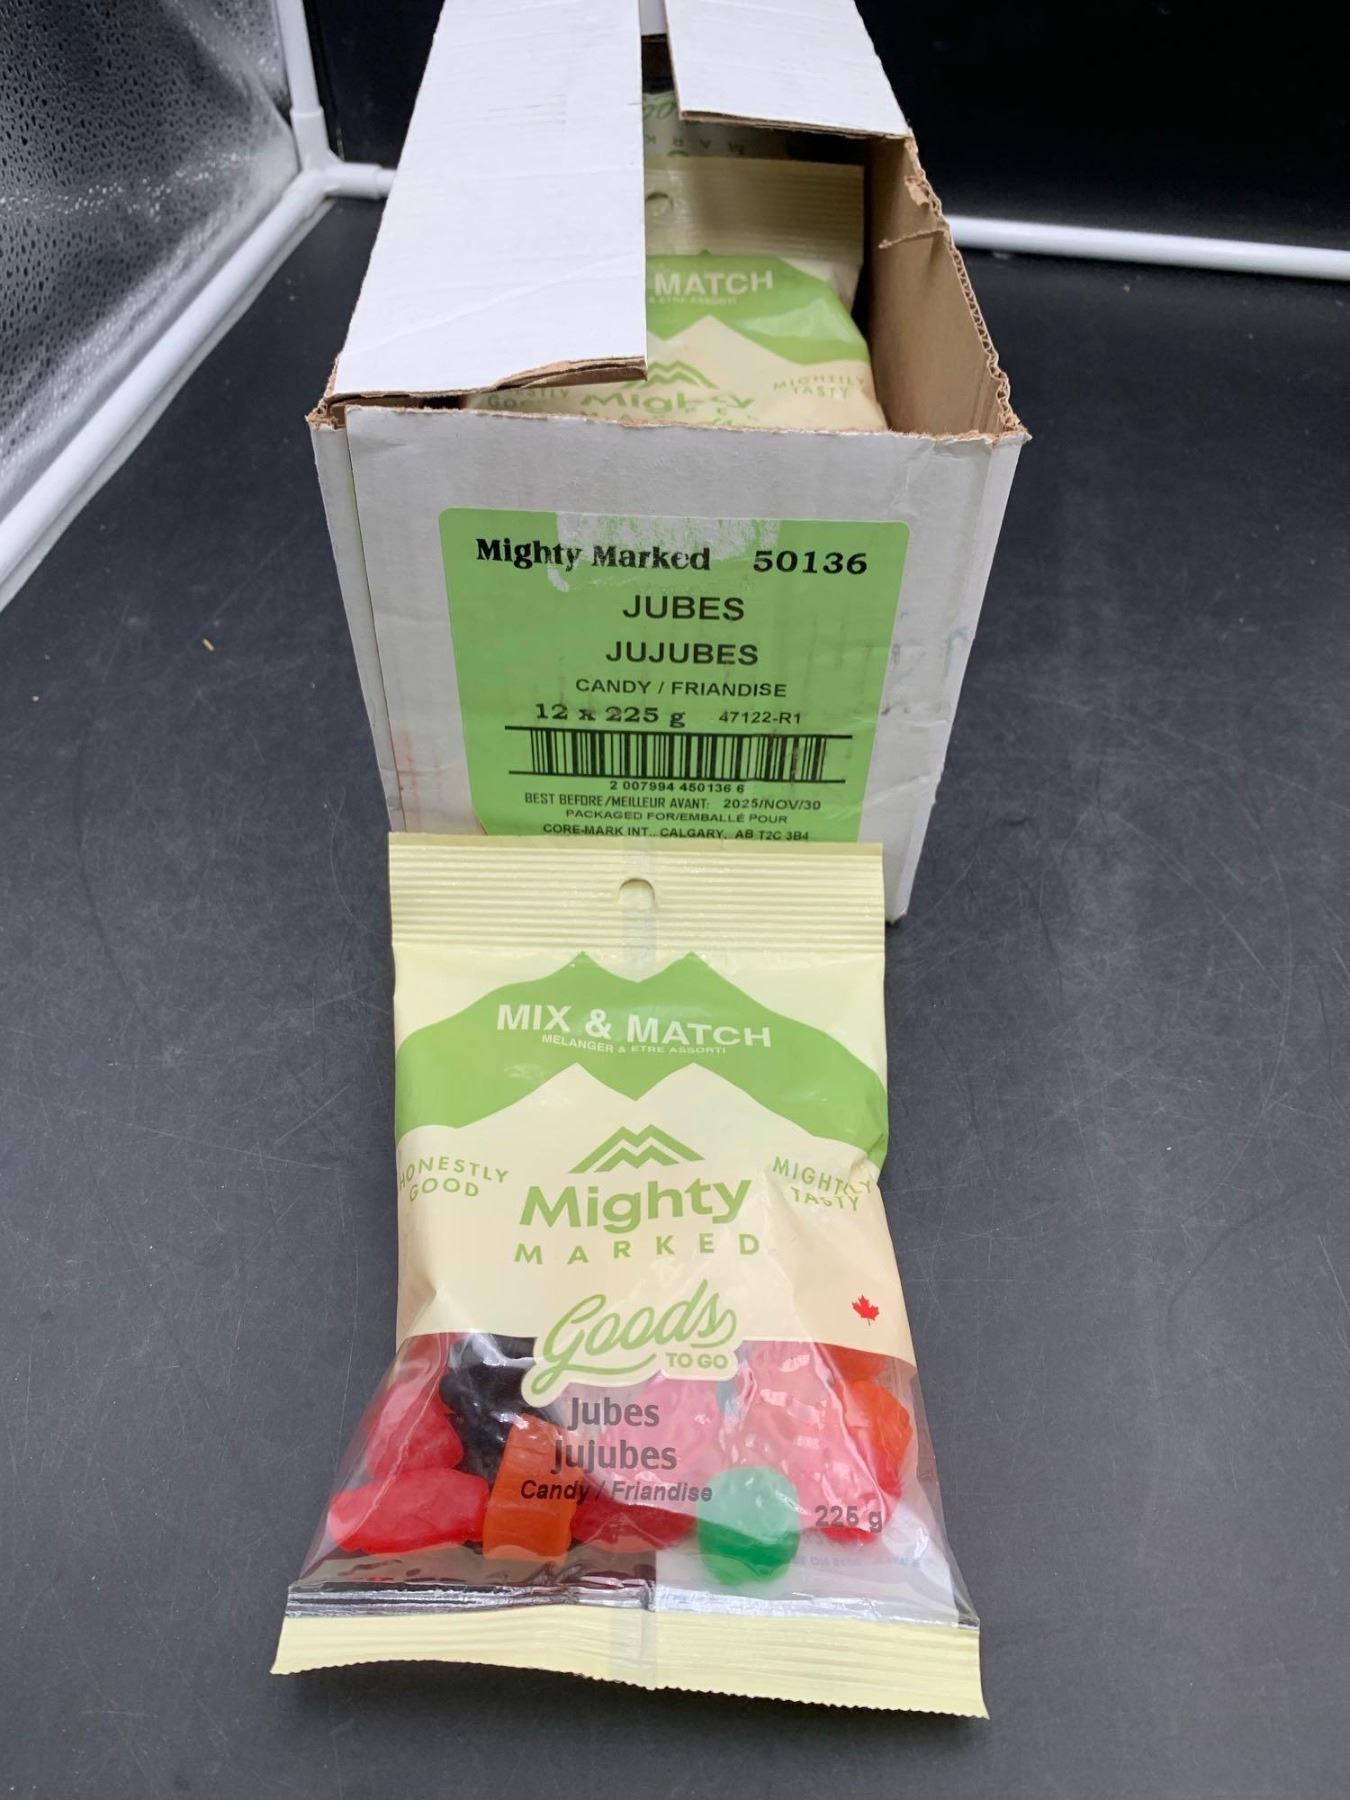 MATCH
& ETRE ASSORTI
Mighty
MIGHTILY
TASTY
Mighty Marked 50136
JUBES
JUJUBES
CANDY / FRIANDISE
12 x 225 g 47122-R1
2 007994 450136 6
BEST BEFORE/MEILLEUR AVANT: 2025/NOV/30
PACKAGED FOR/EMBALLÉ POUR
CORE-MARK INT., CALGARY, AB T2C 3B4
MIX & MATCH
MELANGER & ETRE ASSORTI
HONESTLY
GOOD
MIGHTILY
TASTY
Mighty
MARKED
Goods
TO GO
Jubes
Jujubes
Candy / Friandise
225 g